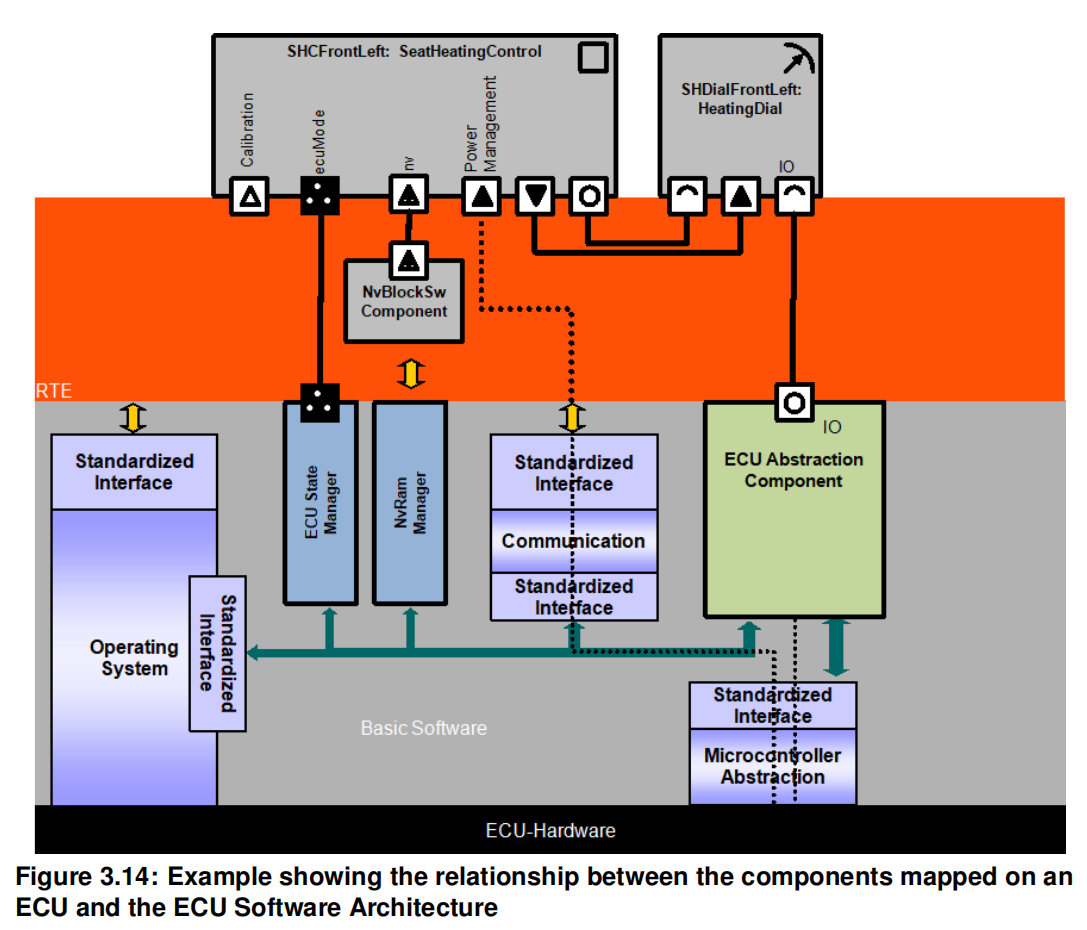 SHCFrontLeft: SeatHeatingControl
Calibration
ecuMode
nv
Power
Management
SHDialFrontLeft:
HeatingDial
IO
NvBlockSw
Component
RTE
Standardized
Interface
Operating
System
Standardized
Interface
ECU State
Manager
NvRam
Manager
Standardized
Interface
Communication
Standardized
Interface
IO
ECU Abstraction
Component
Standardized
Interface
Microcontroller
Abstraction
Basic Software
ECU-Hardware
Figure 3.14: Example showing the relationship between the components mapped on an
ECU and the ECU Software Architecture